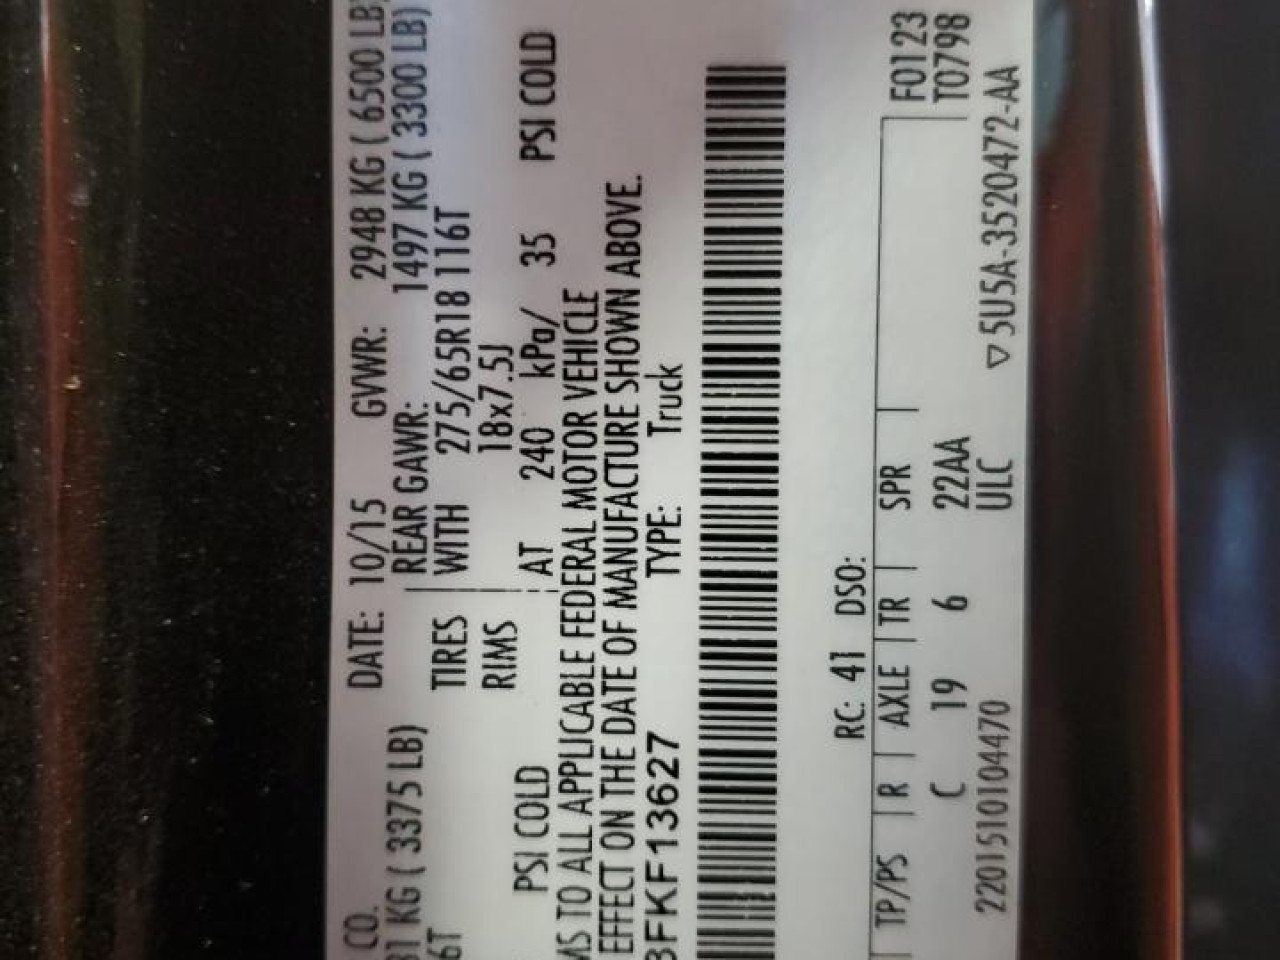 CO. DATE: 10/15 GVWR: 2948 KG ( 6500 LB)
31 KG ( 3375 LB) REAR GAWR: 1497 KG ( 3300 LB)
6T TIRES WITH 275/65R18 116T
RIMS 18x7.5J
PSI COLD AT 240 kPa/ 35 PSI COLD
MS TO ALL APPLICABLE FEDERAL MOTOR VEHICLE
EFFECT ON THE DATE OF MANUFACTURE SHOWN ABOVE.
3FKF13627 TYPE: Truck
RC: 41 DSO:
TP/PS | R | AXLE | TR | SPR
F0123
C 19 6 22AA T0798
2201510104470 ULC ▽5U5A-3520472-AA